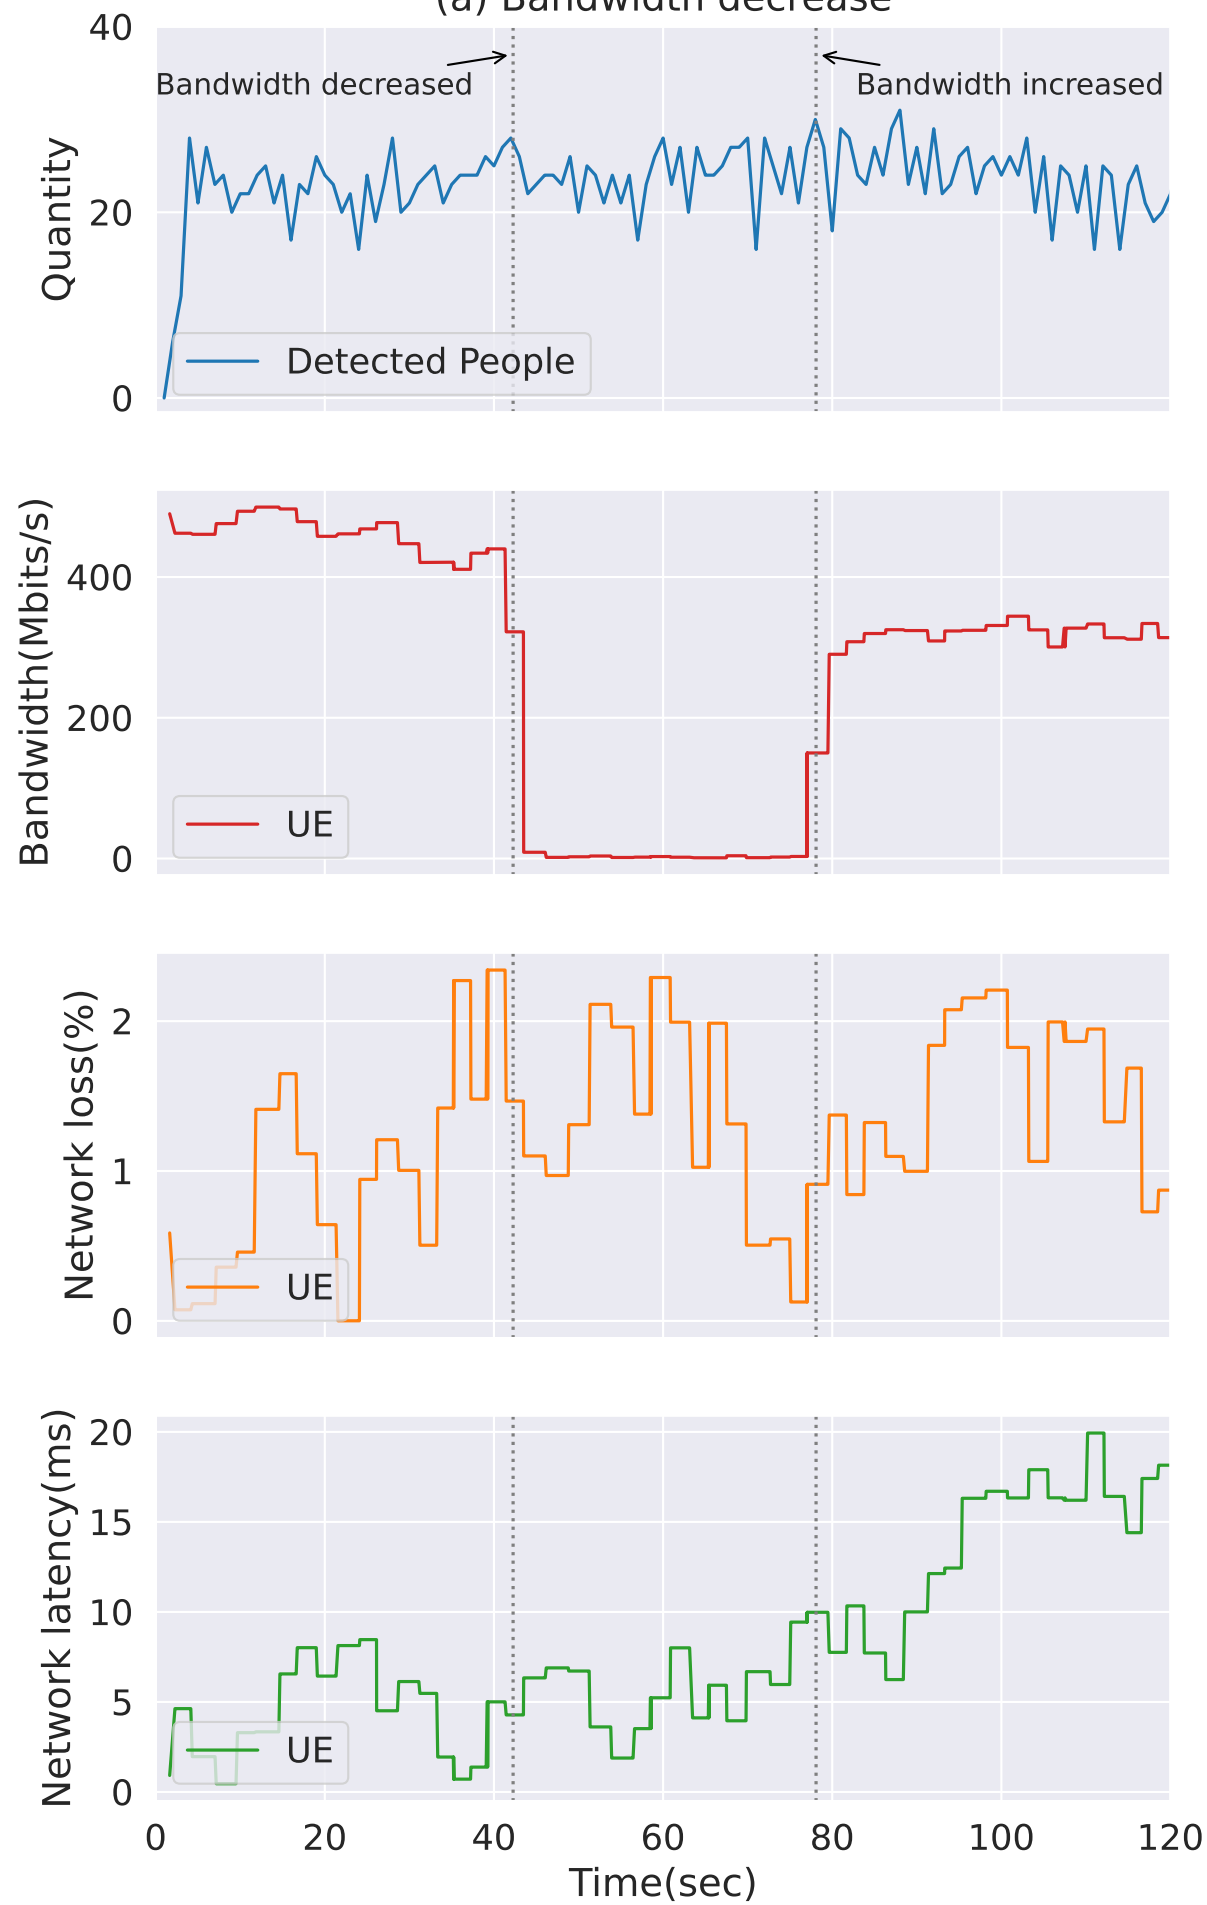 (a) Bandwidth decrease
40
Bandwidth decreased
Bandwidth increased
Quantity
20
Detected People
0
Bandwidth(Mbits/s)
400
200
UE
0
Network loss(%)
2
1
UE
0
Network latency(ms)
20
15
10
5
UE
0
0 20 40 60 80 100 120
Time(sec)